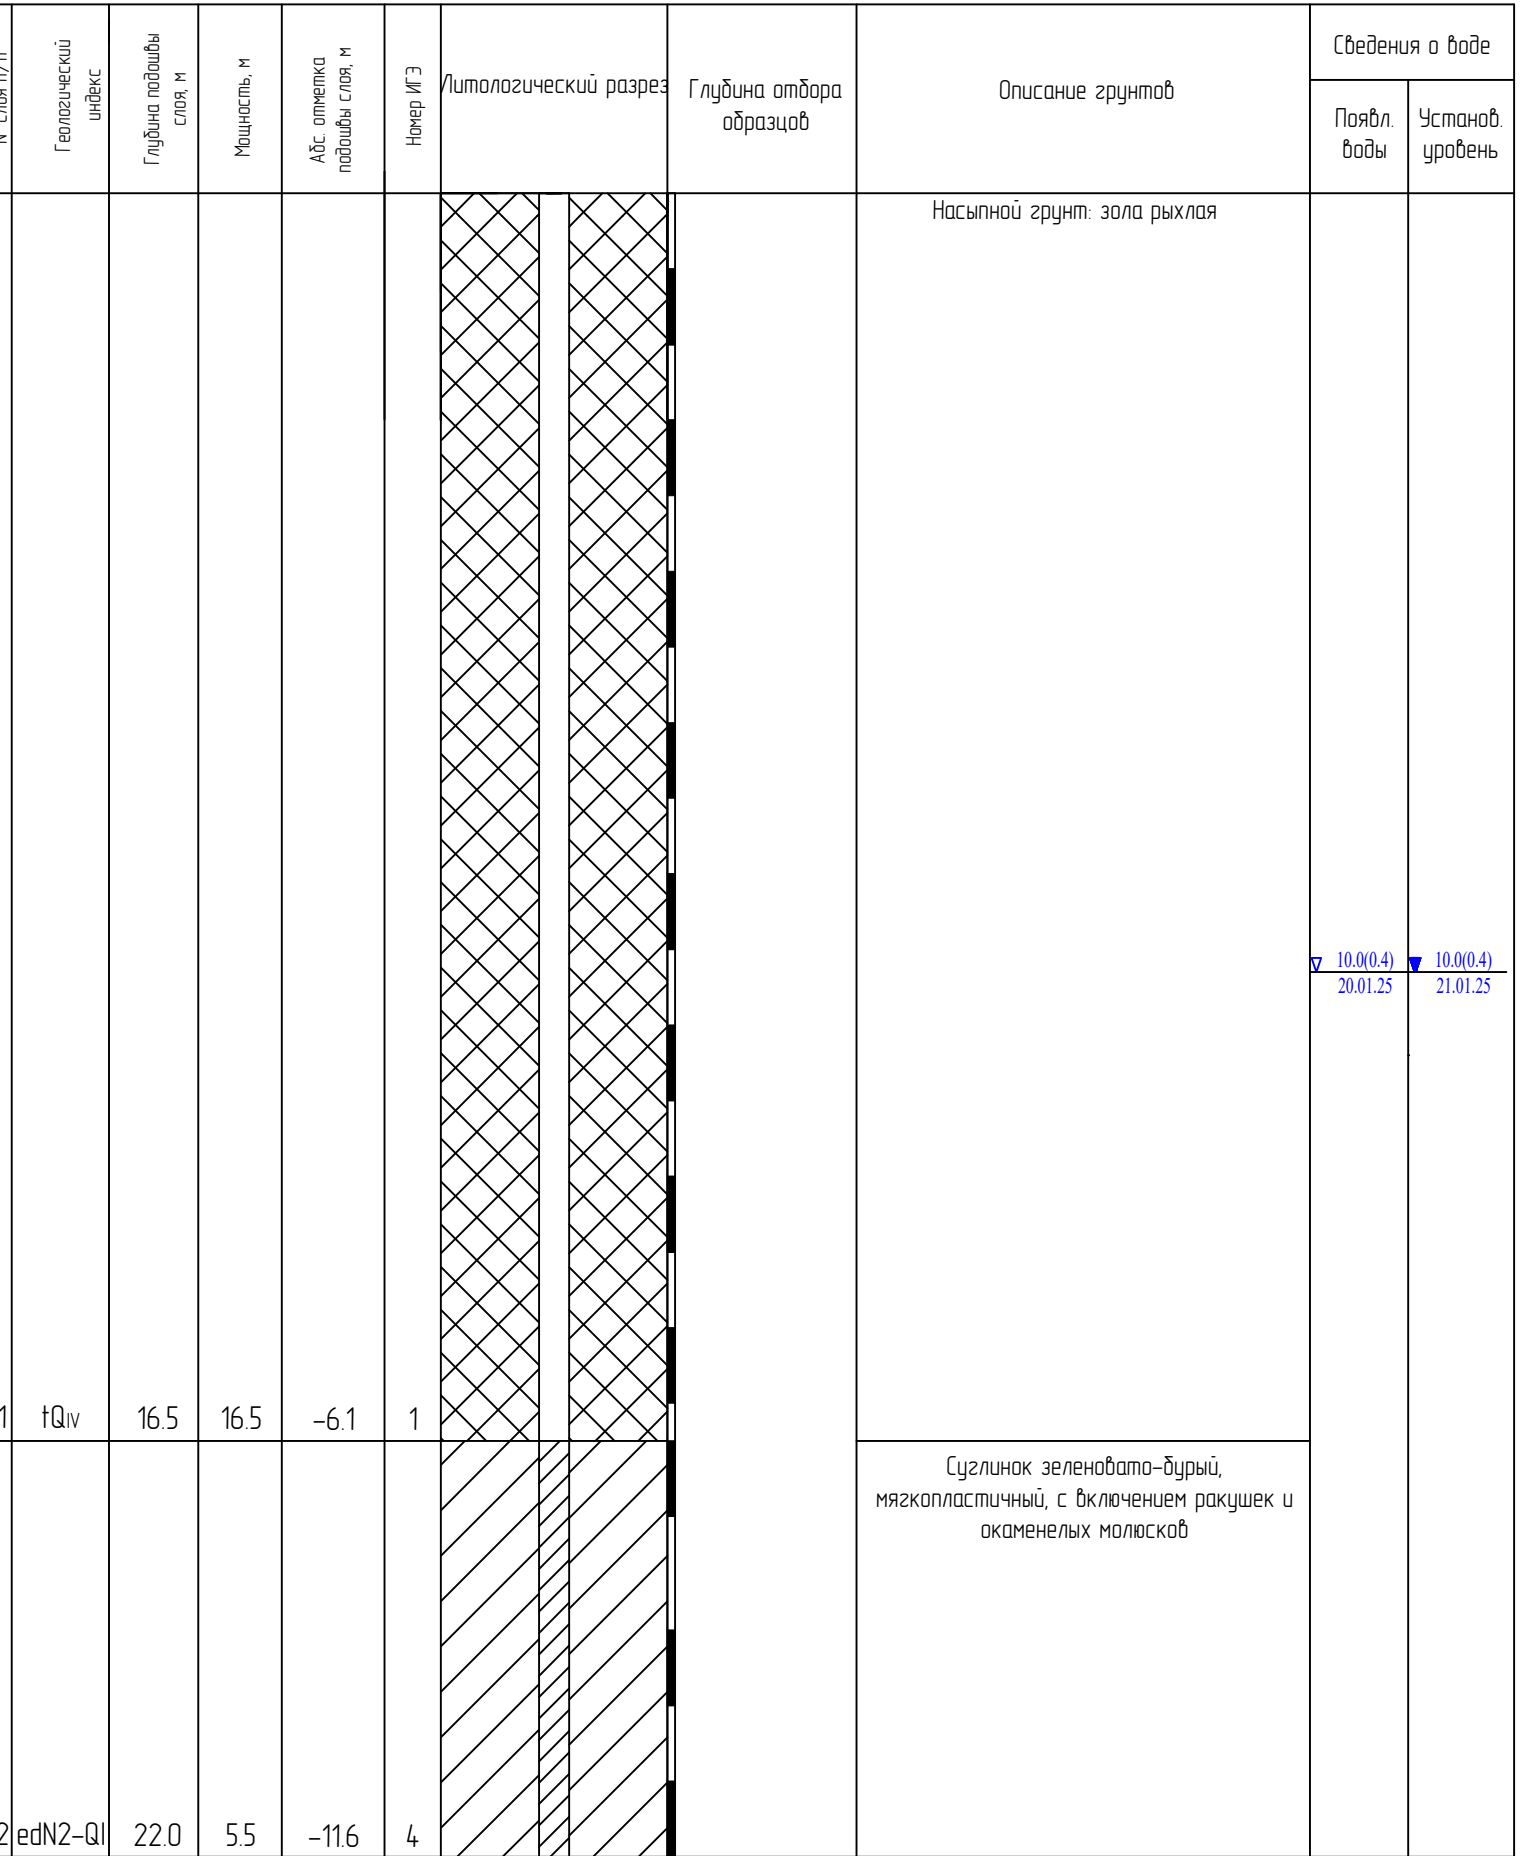 N слоя п/п
Геологический
индекс
Глубина подошвы
слоя, м
Мощность, м
Абс. отметка
подошвы слоя, м
Номер ИГЭ
Литологический разрез
Глубина отбора
образцов
Описание грунтов
Сведения о воде
Появл.
воды
Установ.
уровень
Насыпной грунт: зола рыхлая
10.0(0.4)
20.01.25
10.0(0.4)
21.01.25
1 tQIV 16.5 16.5 -6.1 1
Суглинок зеленовато-бурый,
мягкопластичный, с включением ракушек и
окаменелых молюсков
2 edN2-QI 22.0 5.5 -11.6 4